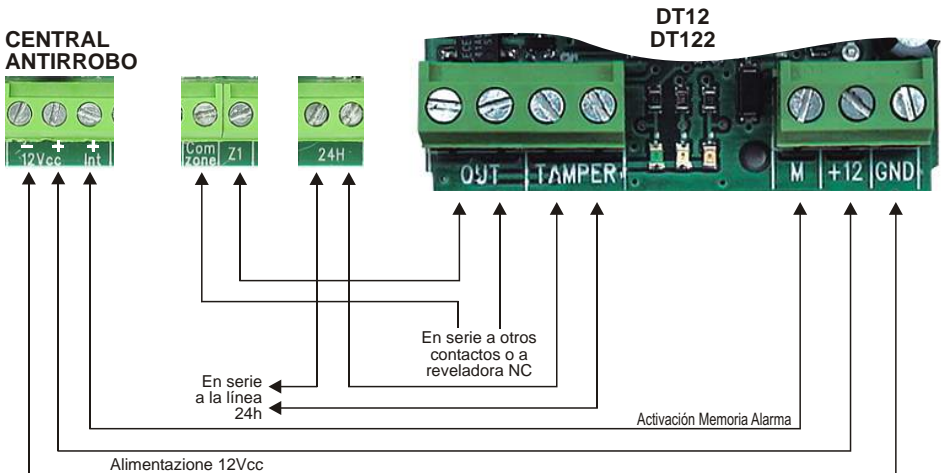 DT12
DT122
CENTRAL
ANTIRROBO
- + +
12Vcc Int
Com
zone Z1
24H
OUT TAMPER
M +12 GND
En serie a otros
contactos o a
reveladora NC
En serie
a la línea
24h
Activación Memoria Alarma
Alimentazione 12Vcc